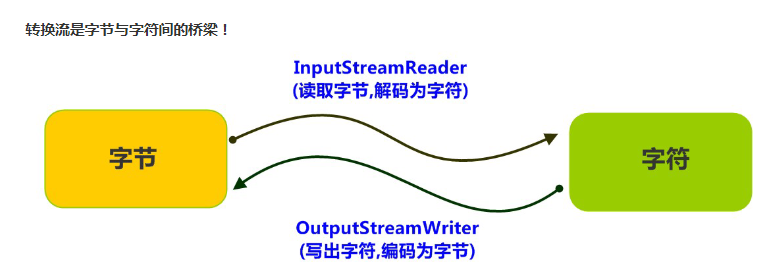 转换流是字节与字符间的桥梁！
InputStreamReader
(读取字节,解码为字符)
字节
字符
OutputStreamWriter
(写出字符,编码为字节)